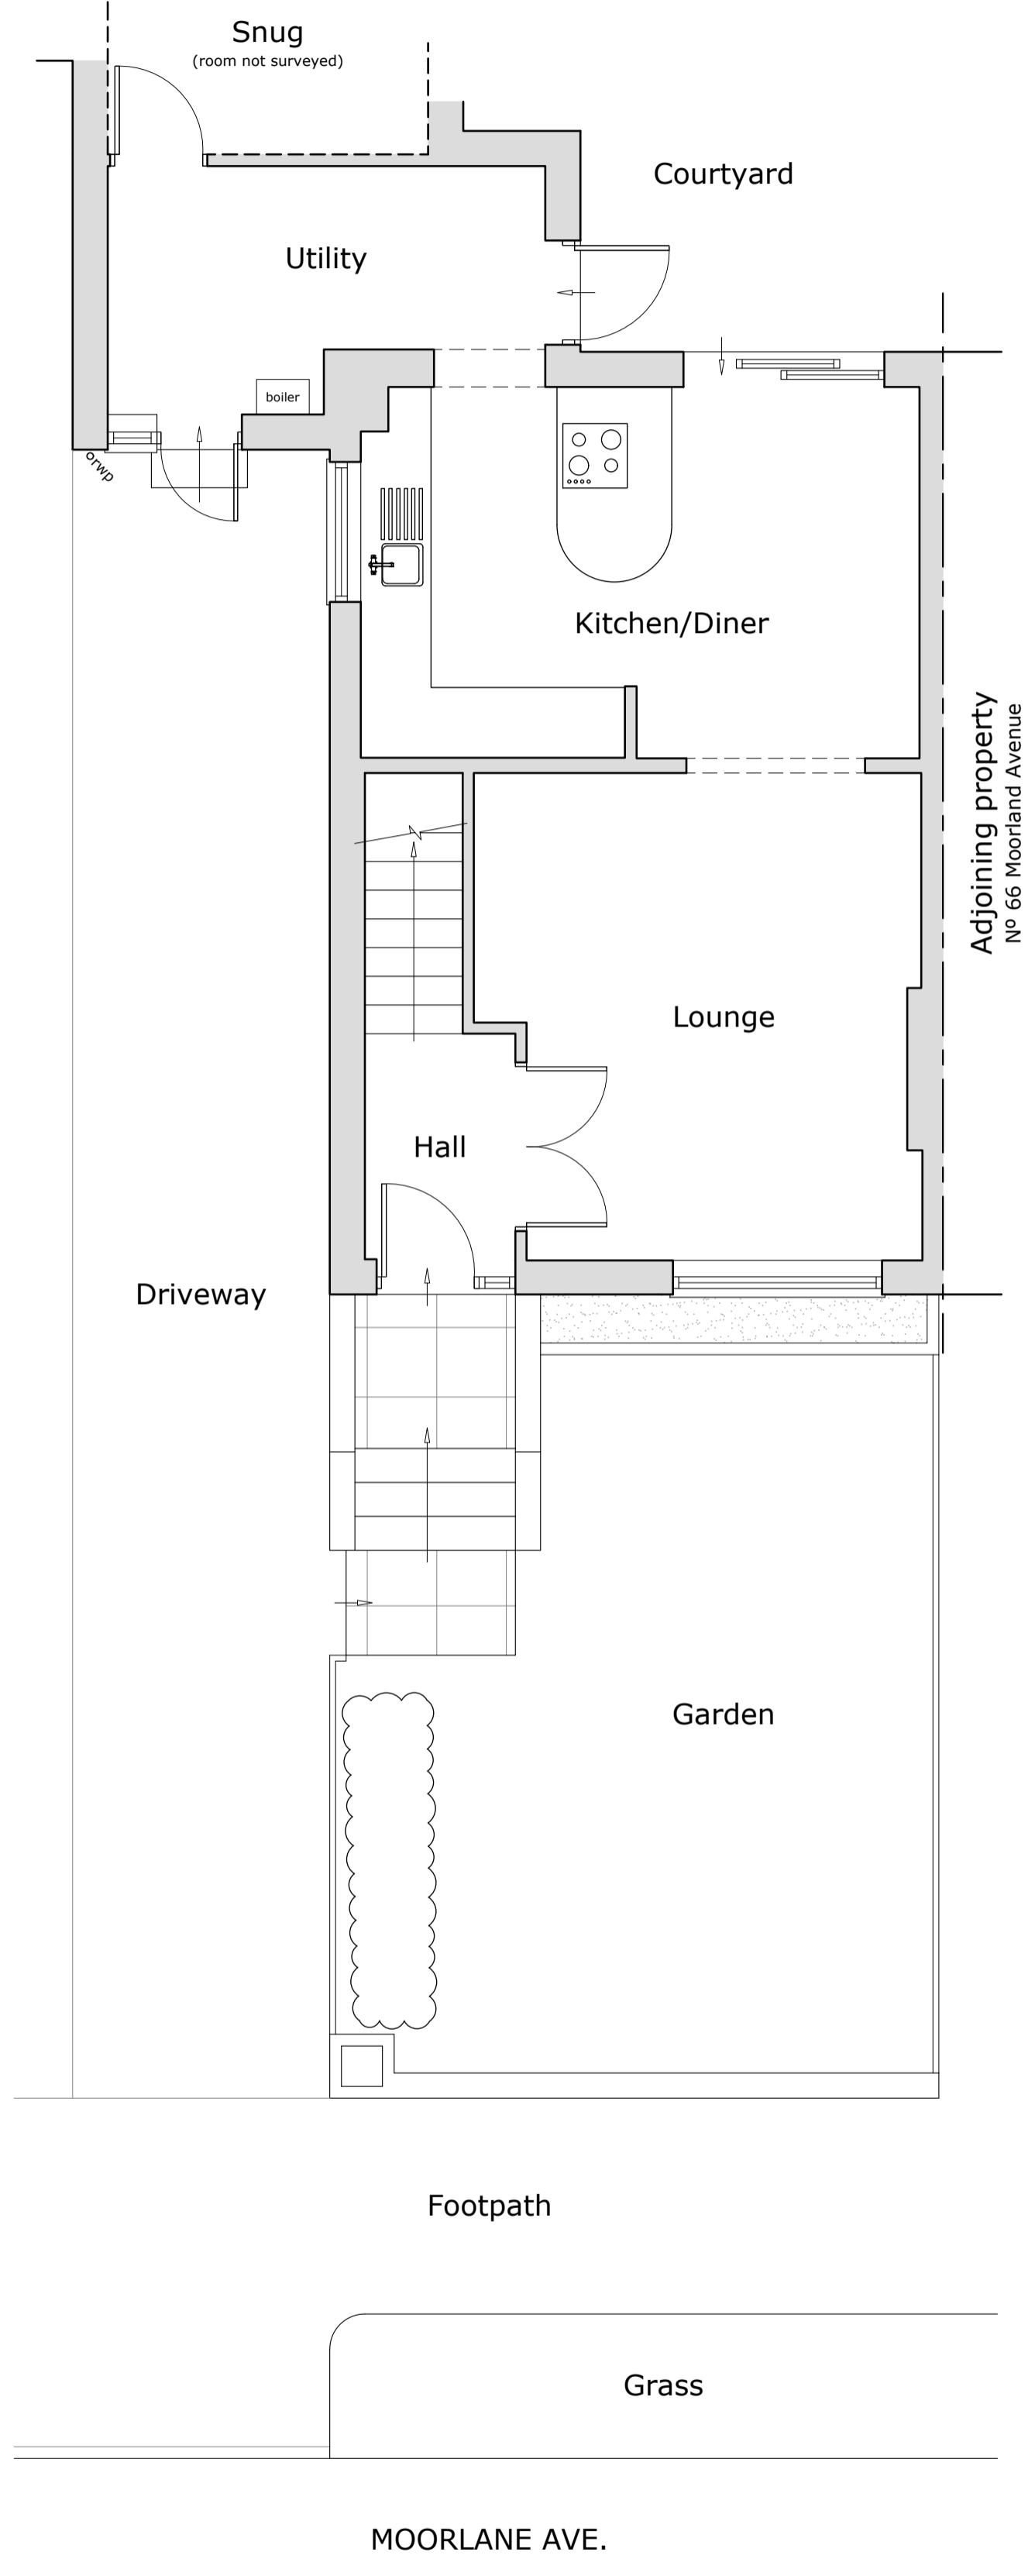 Snug
(room not surveyed)
Courtyard
Utility
boiler
rwp
Kitchen/Diner
Adjoining property
Nº 66 Moorland Avenue
Lounge
Hall
Driveway
Garden
Footpath
Grass
MOORLANE AVE.